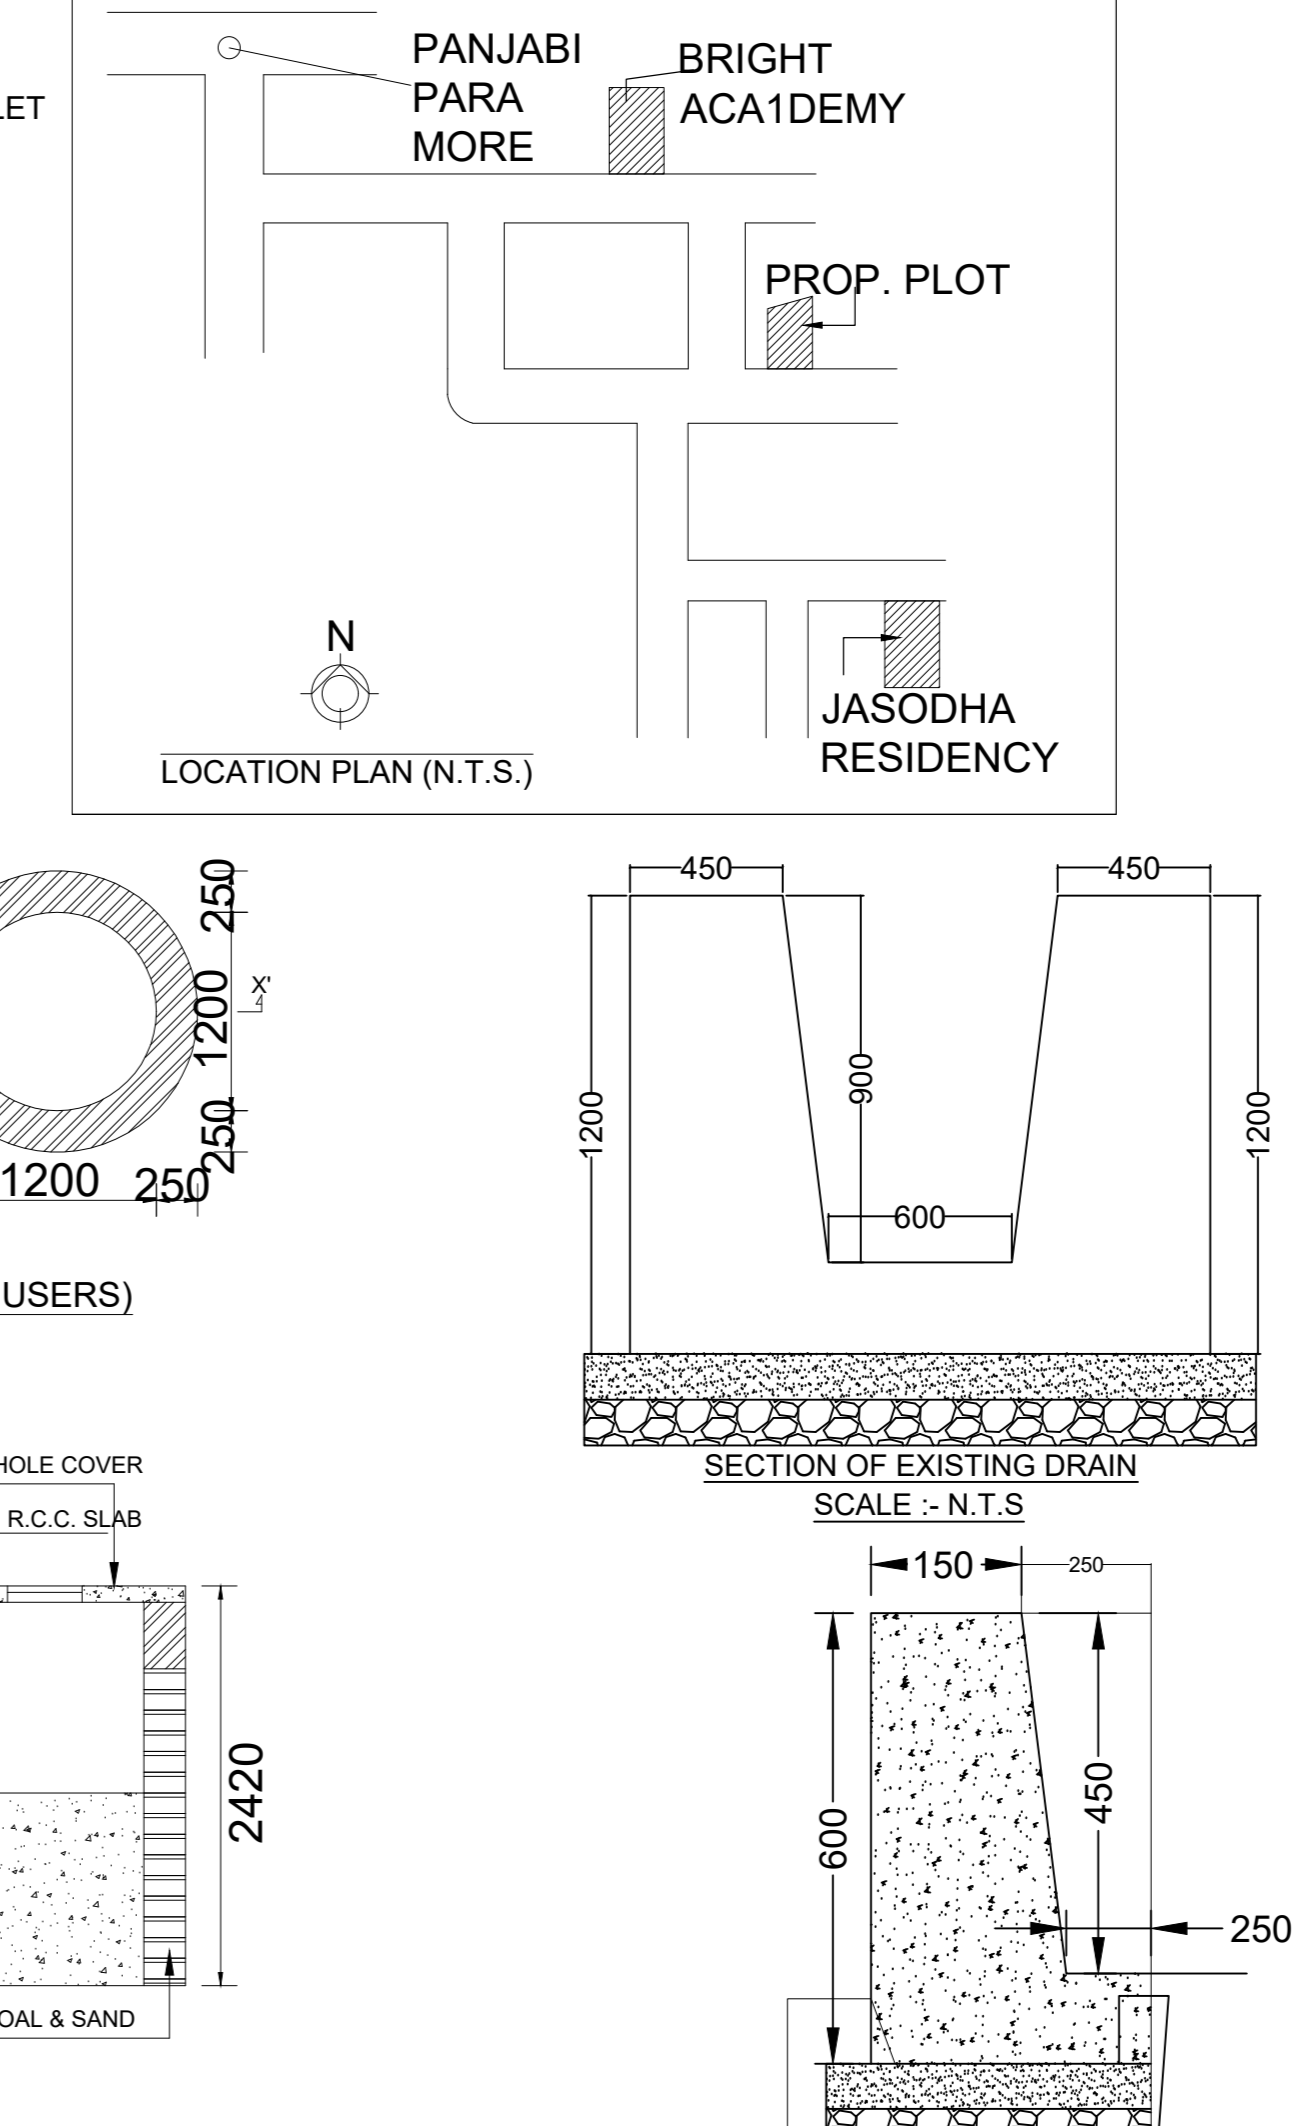 LET
PANJABI
PARA
MORE
BRIGHT
ACA1DEMY
PROP. PLOT
N
JASODHA
RESIDENCY
LOCATION PLAN (N.T.S.)
250
1200
250
X'
1200
250
USERS)
450
450
1200
900
1200
600
SECTION OF EXISTING DRAIN
SCALE :- N.T.S
HOLE COVER
R.C.C. SLAB
2420
OAL & SAND
150
250
600
450
250